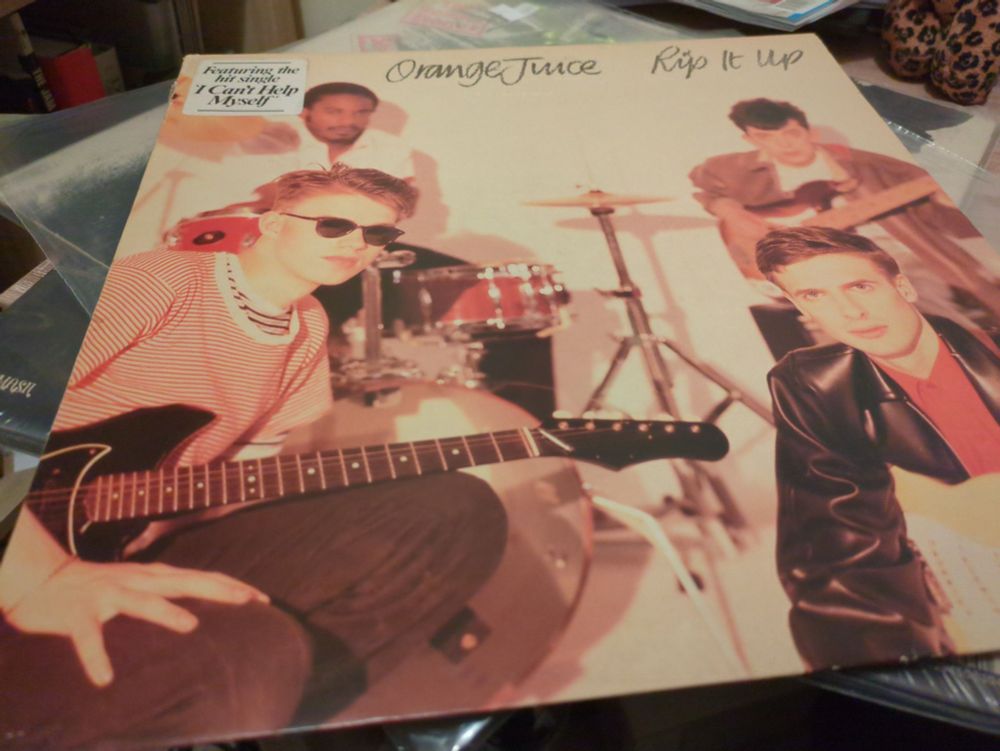 Orange Juice Rip It Up
Featuring the
hit single
"I Can't Help
Myself"